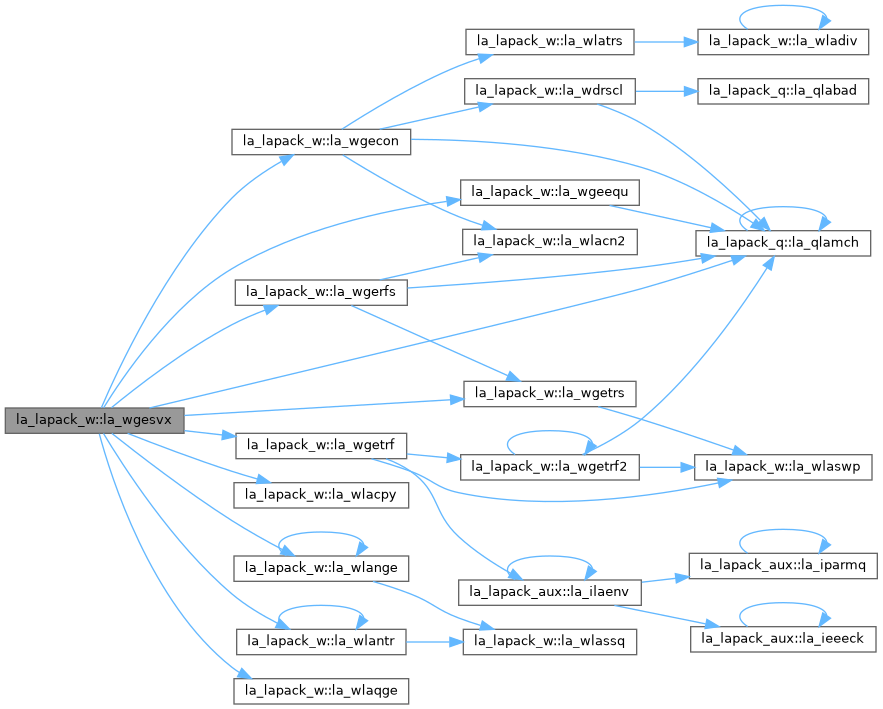 la_lapack_w::la_wlatrs
la_lapack_w::la_wladiv
la_lapack_w::la_wdrscl
la_lapack_q::la_qlabad
la_lapack_w::la_wgecon
la_lapack_w::la_wgeequ
la_lapack_w::la_wlacn2
la_lapack_q::la_qlamch
la_lapack_w::la_wgerfs
la_lapack_w::la_wgetrs
la_lapack_w::la_wgesvx
la_lapack_w::la_wgetrf
la_lapack_w::la_wgetrf2
la_lapack_w::la_wlaswp
la_lapack_w::la_wlacpy
la_lapack_w::la_wlange
la_lapack_aux::la_iparmq
la_lapack_aux::la_ilaenv
la_lapack_w::la_wlantr
la_lapack_w::la_wlassq
la_lapack_aux::la_ieeeck
la_lapack_w::la_wlaqge